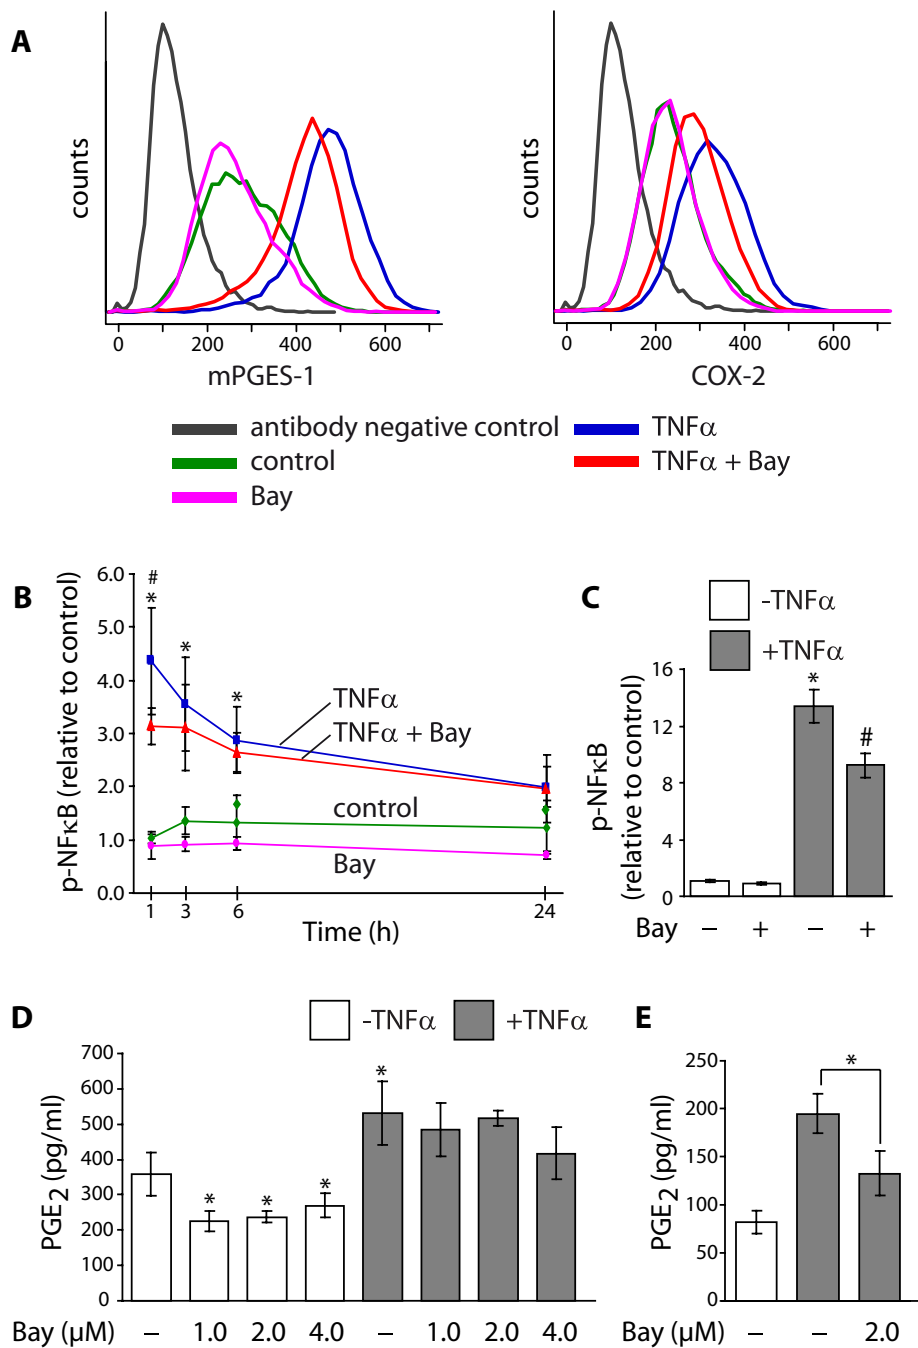 A
counts
0 200 400 600
mPGES-1
counts
0 200 400 600
COX-2
antibody negative control
control
Bay
TNFα
TNFα + Bay
B
p-NFκB (relative to control)
6.0
5.0
4.0
3.0
2.0
1.0
0.0
#
*
*
*
TNFα
TNFα + Bay
control
Bay
1 3 6 24
Time (h)
C
-TNFα
+TNFα
p-NFκB
(relative to control)
16
12
8
4
0
*
#
Bay – + – +
D
-TNFα
+TNFα
PGE2 (pg/ml)
700
600
500
400
300
200
100
0
* * * *
Bay (µM) – 1.0 2.0 4.0 – 1.0 2.0 4.0
E
PGE2 (pg/ml)
250
200
150
100
50
0
*
Bay (µM) – – 2.0